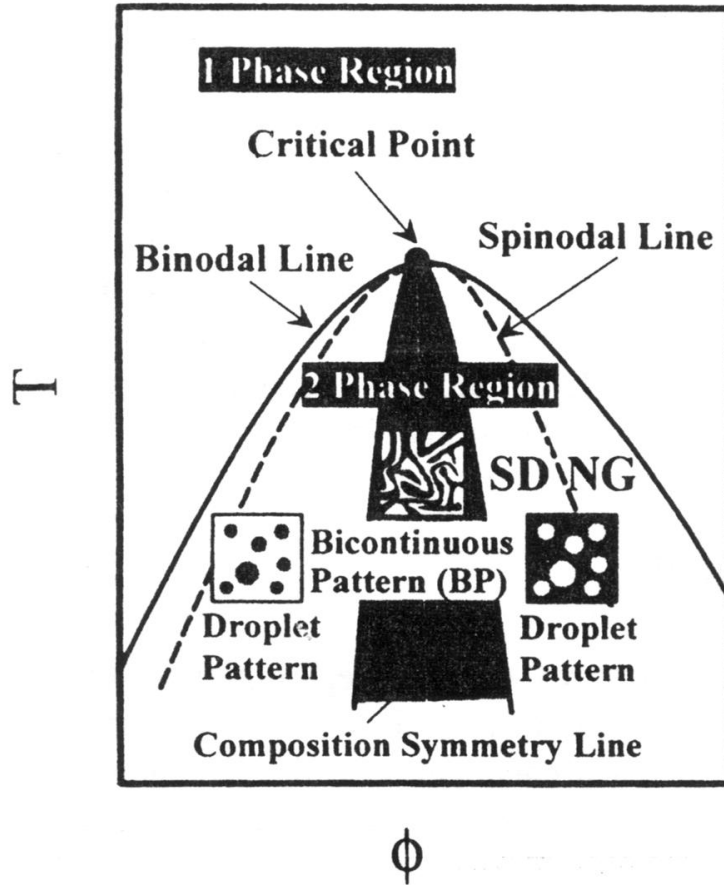 1 Phase Region
Critical Point
Spinodal Line
Binodal Line
T
2 Phase Region
SD NG
Bicontinuous
Pattern (BP)
Droplet
Pattern
Droplet
Pattern
Composition Symmetry Line
ϕ